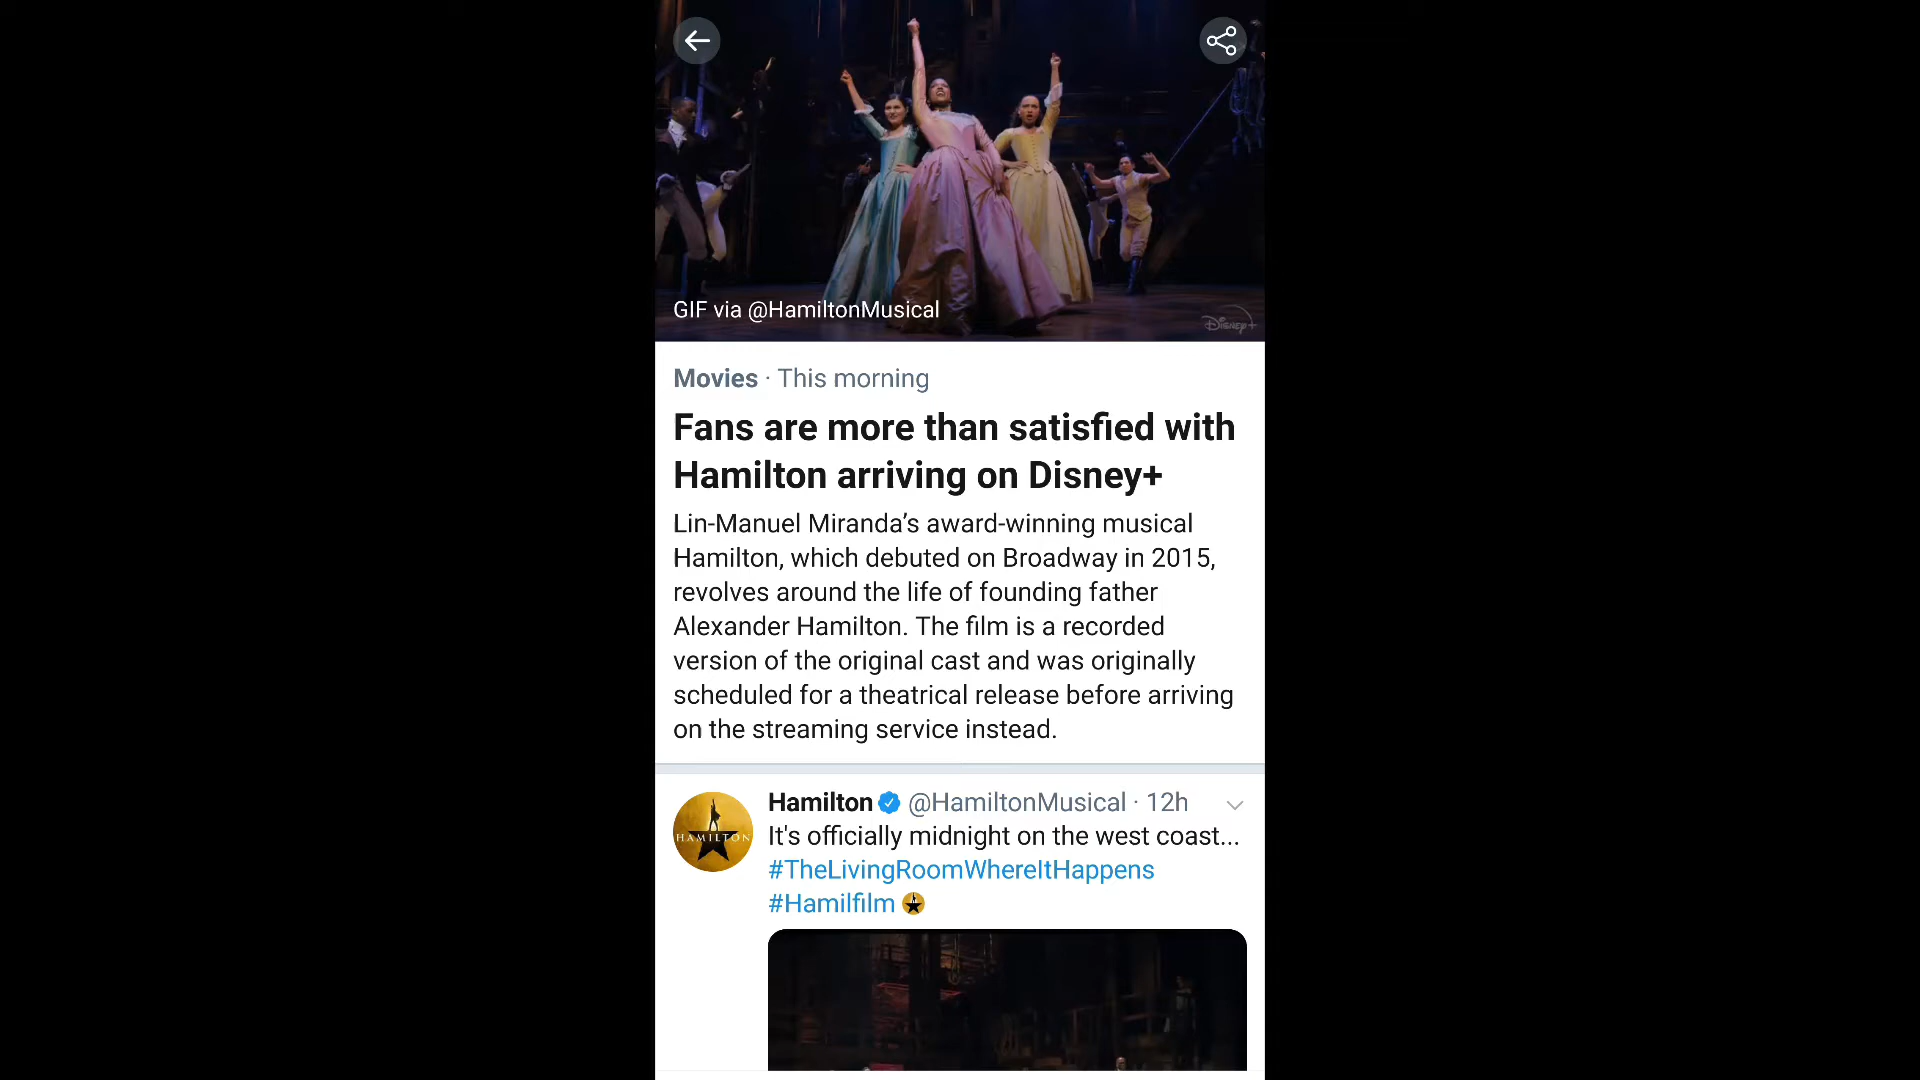 GIF via @HamiltonMusical
Disney+
Movies · This morning
Fans are more than satisfied with
Hamilton arriving on Disney+
Lin-Manuel Miranda’s award-winning musical
Hamilton, which debuted on Broadway in 2015,
revolves around the life of founding father
Alexander Hamilton. The film is a recorded
version of the original cast and was originally
scheduled for a theatrical release before arriving
on the streaming service instead.
Hamilton @HamiltonMusical · 12h
HAMILTON
It's officially midnight on the west coast...
#TheLivingRoomWhereItHappens
#Hamilfilm